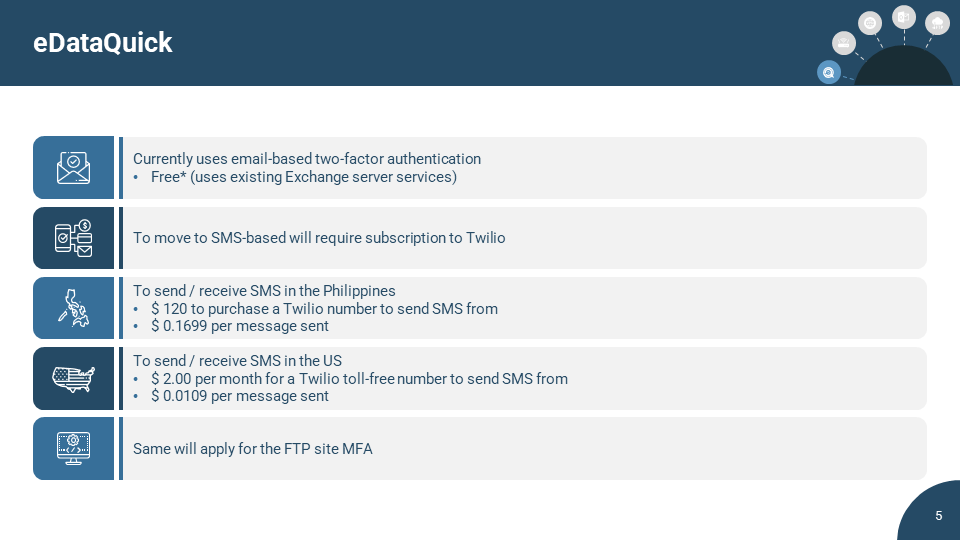 eDataQuick
Currently uses email-based two-factor authentication
• Free* (uses existing Exchange server services)
To move to SMS-based will require subscription to Twilio
To send / receive SMS in the Philippines
• $ 120 to purchase a Twilio number to send SMS from
• $ 0.1699 per message sent
To send / receive SMS in the US
• $ 2.00 per month for a Twilio toll-free number to send SMS from
• $ 0.0109 per message sent
Same will apply for the FTP site MFA
5